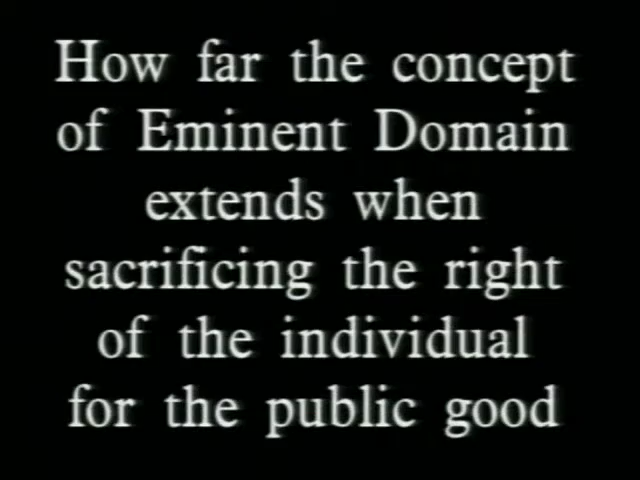 How far the concept
of Eminent Domain
extends when
sacrificing the right
of the individual
for the public good